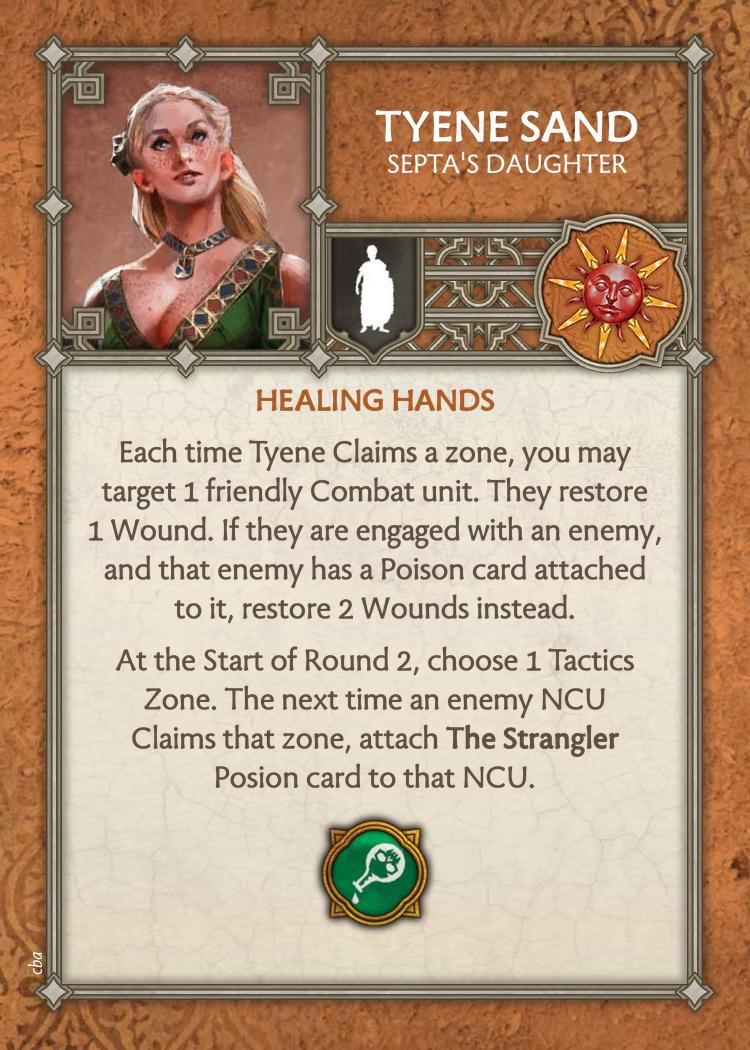 TYENE SAND
SEPTA'S DAUGHTER
HEALING HANDS
Each time Tyene Claims a zone, you may
target 1 friendly Combat unit. They restore
1 Wound. If they are engaged with an enemy,
and that enemy has a Poison card attached
to it, restore 2 Wounds instead.
At the Start of Round 2, choose 1 Tactics
Zone. The next time an enemy NCU
Claims that zone, attach The Strangler
Posion card to that NCU.
cba